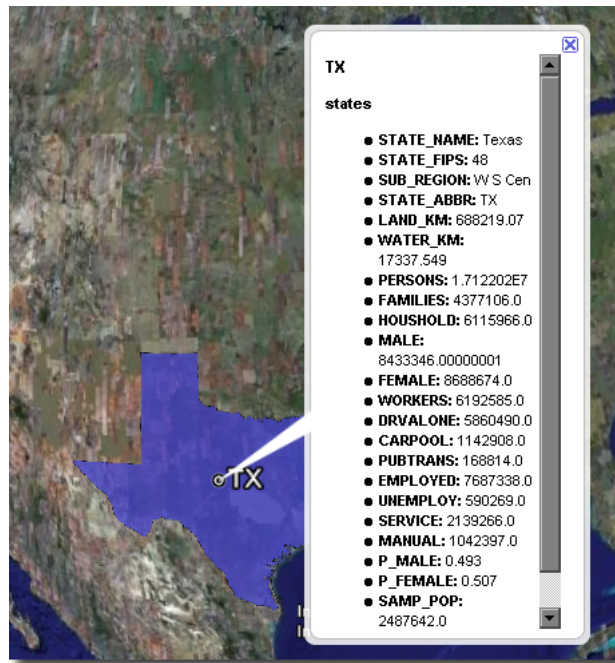 TX
states
● STATE_NAME: Texas
● STATE_FIPS: 48
● SUB_REGION: W S Cen
● STATE_ABBR: TX
● LAND_KM: 688219.07
● WATER_KM:
17337.549
● PERSONS: 1.712202E7
● FAMILIES: 4377106.0
● HOUSHOLD: 6115966.0
● MALE:
8433346.00000001
● FEMALE: 8688674.0
● WORKERS: 6192585.0
● DRVALONE: 5860490.0
● CARPOOL: 1142908.0
● PUBTRANS: 168814.0
● EMPLOYED: 7687338.0
● UNEMPLOY: 590269.0
● SERVICE: 2139266.0
● MANUAL: 1042397.0
● P_MALE: 0.493
● P_FEMALE: 0.507
● SAMP_POP:
2487642.0
TX